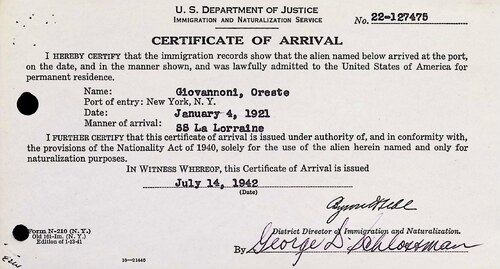 U. S. DEPARTMENT OF JUSTICE
IMMIGRATION AND NATURALIZATION SERVICE
No. 22-127475
CERTIFICATE OF ARRIVAL
I HEREBY CERTIFY that the immigration records show that the alien named below arrived at the port,
on the date, and in the manner shown, and was lawfully admitted to the United States of America for
permanent residence.
Name: Giovannoni, Oreste
Port of entry: New York, N. Y.
Date: January 4, 1921
Manner of arrival: SS La Lorraine
I FURTHER CERTIFY that this certificate of arrival is issued under authority of, and in conformity with,
the provisions of the Nationality Act of 1940, solely for the use of the alien herein named and only for
naturalization purposes.
IN WITNESS WHEREOF, this Certificate of Arrival is issued
July 14, 1942
(Date)
Byron H Uhl
District Director of Immigration and Naturalization.
By George S. Schlossman
Form N-210 (N. Y.)
Old 161-Im. (N. Y.)
Edition of 1-13-41